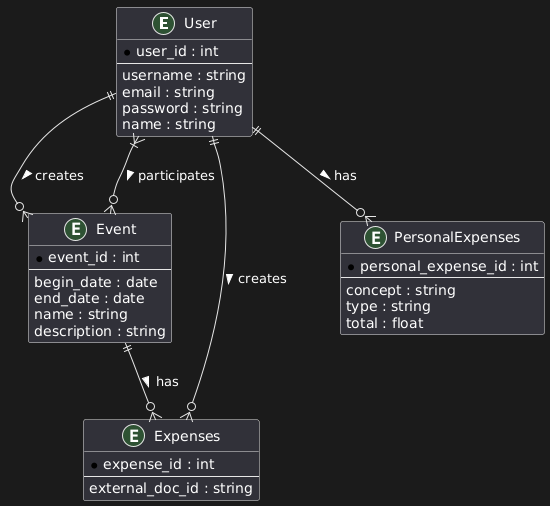 E User
user_id : int
username : string
email : string
password : string
name : string
creates
participates
has
E Event
event_id : int
begin_date : date
end_date : date
name : string
description : string
E PersonalExpenses
personal_expense_id : int
concept : string
type : string
total : float
creates
has
E Expenses
expense_id : int
external_doc_id : string